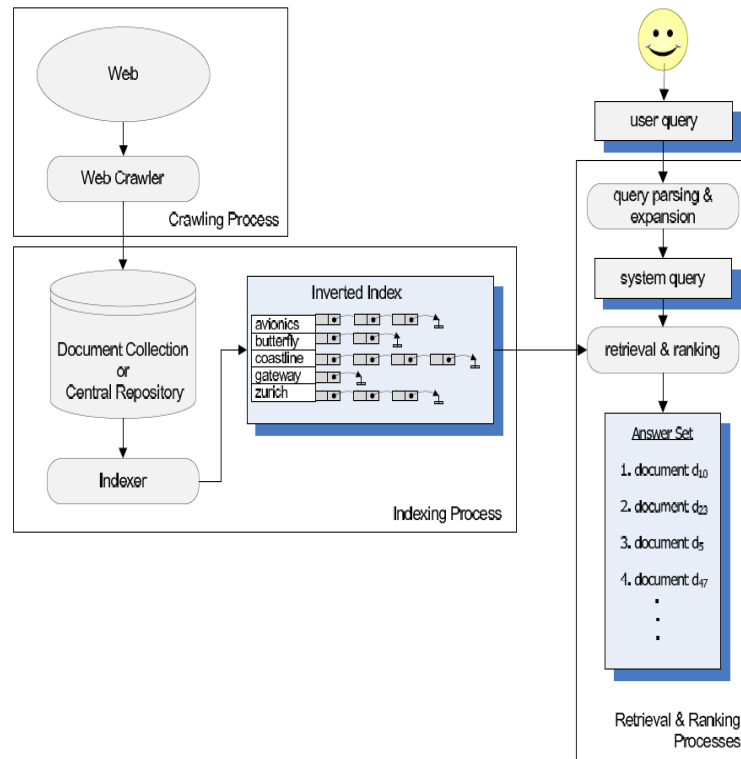 Web
Web Crawler
Crawling Process
Document Collection
or
Central Repository
Indexer
Inverted Index
avionics
butterfly
coastline
gateway
zurich
Indexing Process
user query
query parsing &
expansion
system query
retrieval & ranking
Answer Set
1. document d10
2. document d23
3. document d5
4. document d47
Retrieval & Ranking
Processes